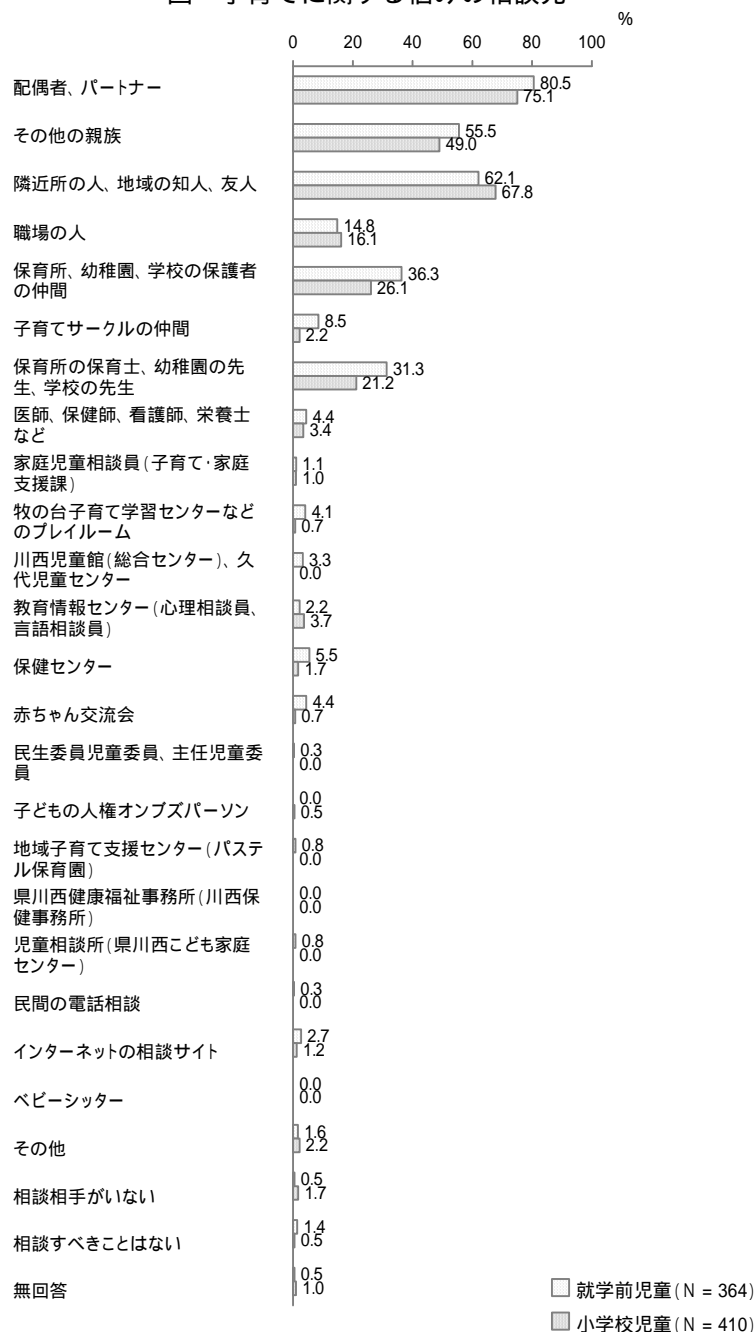 図 子育てに関する悩みの相談先
%
0 20 40 60 80 100
配偶者、パートナー
80.5
75.1
その他の親族
55.5
49.0
隣近所の人、地域の知人、友人
62.1
67.8
職場の人
14.8
16.1
保育所、幼稚園、学校の保護者
の仲間
36.3
26.1
子育てサークルの仲間
8.5
2.2
保育所の保育士、幼稚園の先
生、学校の先生
31.3
21.2
医師、保健師、看護師、栄養士
など
4.4
3.4
家庭児童相談員(子育て・家庭
支援課)
1.1
1.0
牧の台子育て学習センターなど
のプレイルーム
4.1
0.7
川西児童館(総合センター)、久
代児童センター
3.3
0.0
教育情報センター(心理相談員、
言語相談員)
2.2
3.7
保健センター
5.5
1.7
赤ちゃん交流会
4.4
0.7
民生委員児童委員、主任児童委
員
0.3
0.0
子どもの人権オンブズパーソン
0.0
0.5
地域子育て支援センター(パステ
ル保育園)
0.8
0.0
県川西健康福祉事務所(川西保
健事務所)
0.0
0.0
児童相談所(県川西こども家庭
センター)
0.8
0.0
民間の電話相談
0.3
0.0
インターネットの相談サイト
2.7
1.2
ベビーシッター
0.0
0.0
その他
1.6
2.2
相談相手がいない
0.5
1.7
相談すべきことはない
1.4
0.5
無回答
0.5
1.0
就学前児童(N = 364)
小学校児童(N = 410)